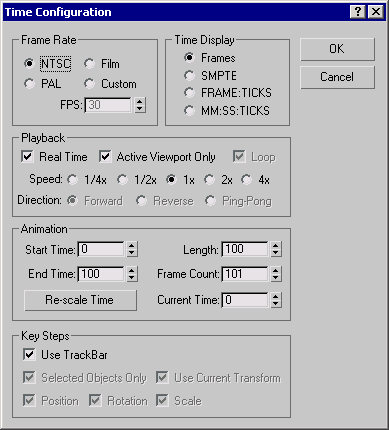 Time Configuration
Frame Rate
NTSC Film
PAL Custom
FPS: 30
Time Display
Frames
SMPTE
FRAME:TICKS
MM:SS:TICKS
OK
Cancel
Playback
Real Time Active Viewport Only Loop
Speed: 1/4x 1/2x 1x 2x 4x
Direction: Forward Reverse Ping-Pong
Animation
Start Time: 0 Length: 100
End Time: 100 Frame Count: 101
Re-scale Time Current Time: 0
Key Steps
Use TrackBar
Selected Objects Only Use Current Transform
Position Rotation Scale